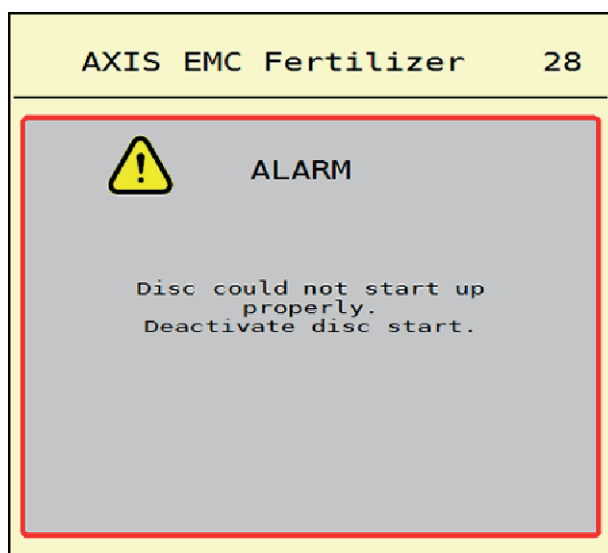 AXIS EMC Fertilizer 28
ALARM
Disc could not start up
properly.
Deactivate disc start.